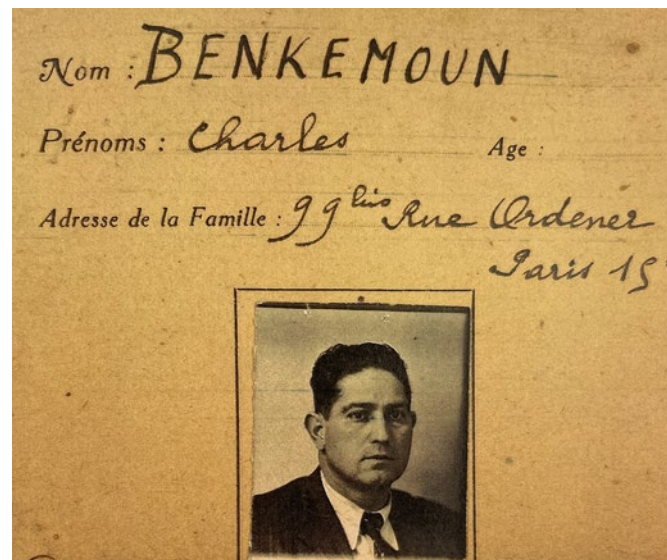 Nom : BENKEMOUN
Prénoms : Charles Age :
Adresse de la Famille : 99 bis Rue Ordener
Paris